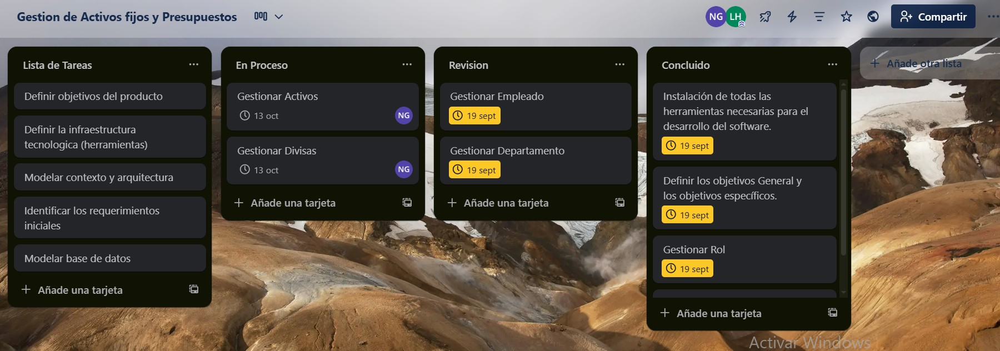 Gestion de Activos fijos y Presupuestos
NG
LH
Compartir
Lista de Tareas
Definir objetivos del producto
Definir la infraestructura
tecnologica (herramientas)
Modelar contexto y arquitectura
Identificar los requerimientos
iniciales
Modelar base de datos
Añade una tarjeta
En Proceso
Gestionar Activos
13 oct
NG
Gestionar Divisas
13 oct
NG
Añade una tarjeta
Revision
Gestionar Empleado
19 sept
Gestionar Departamento
19 sept
Añade una tarjeta
Concluido
Instalación de todas las
herramientas necesarias para el
desarrollo del software.
19 sept
Definir los objetivos General y
los objetivos específicos.
19 sept
Gestionar Rol
19 sept
Añade una tarjeta
Añade otra lista
Activar Windows